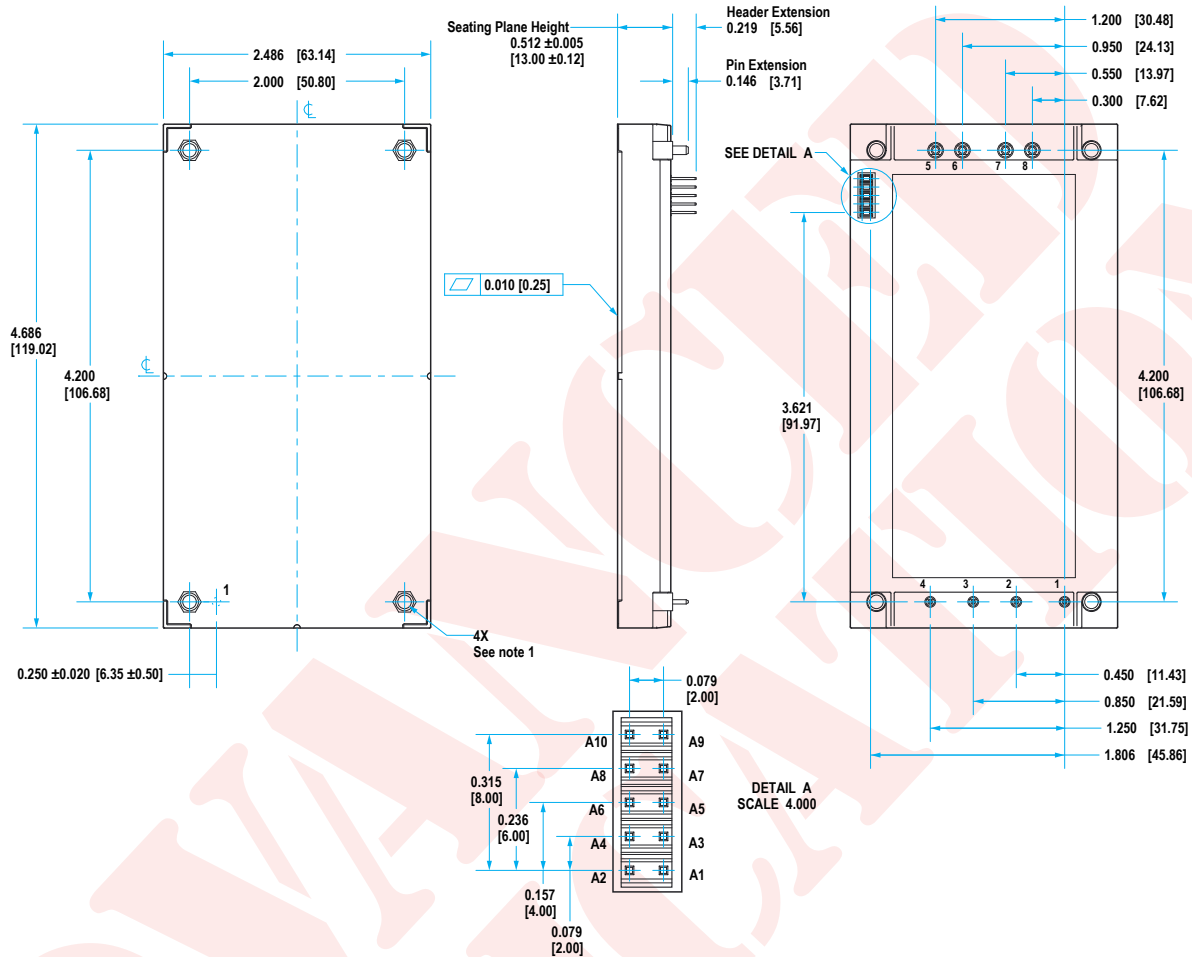 Seating Plane Height
0.512 ±0.005
[13.00 ±0.12]
Header Extension
0.219 [5.56]
Pin Extension
0.146 [3.71]
2.486 [63.14]
2.000 [50.80]
4.686
[119.02]
4.200
[106.68]
1
0.250 ±0.020 [6.35 ±0.50]
4X
See note 1
0.010 [0.25]
1.200 [30.48]
0.950 [24.13]
0.550 [13.97]
0.300 [7.62]
SEE DETAIL A
5 6 7 8
3.621
[91.97]
4.200
[106.68]
4 3 2 1
0.450 [11.43]
0.850 [21.59]
1.250 [31.75]
1.806 [45.86]
0.079
[2.00]
A10 A9
A8 A7
A6 A5
A4 A3
A2 A1
0.315
[8.00]
0.236
[6.00]
0.157
[4.00]
0.079
[2.00]
DETAIL A
SCALE 4.000